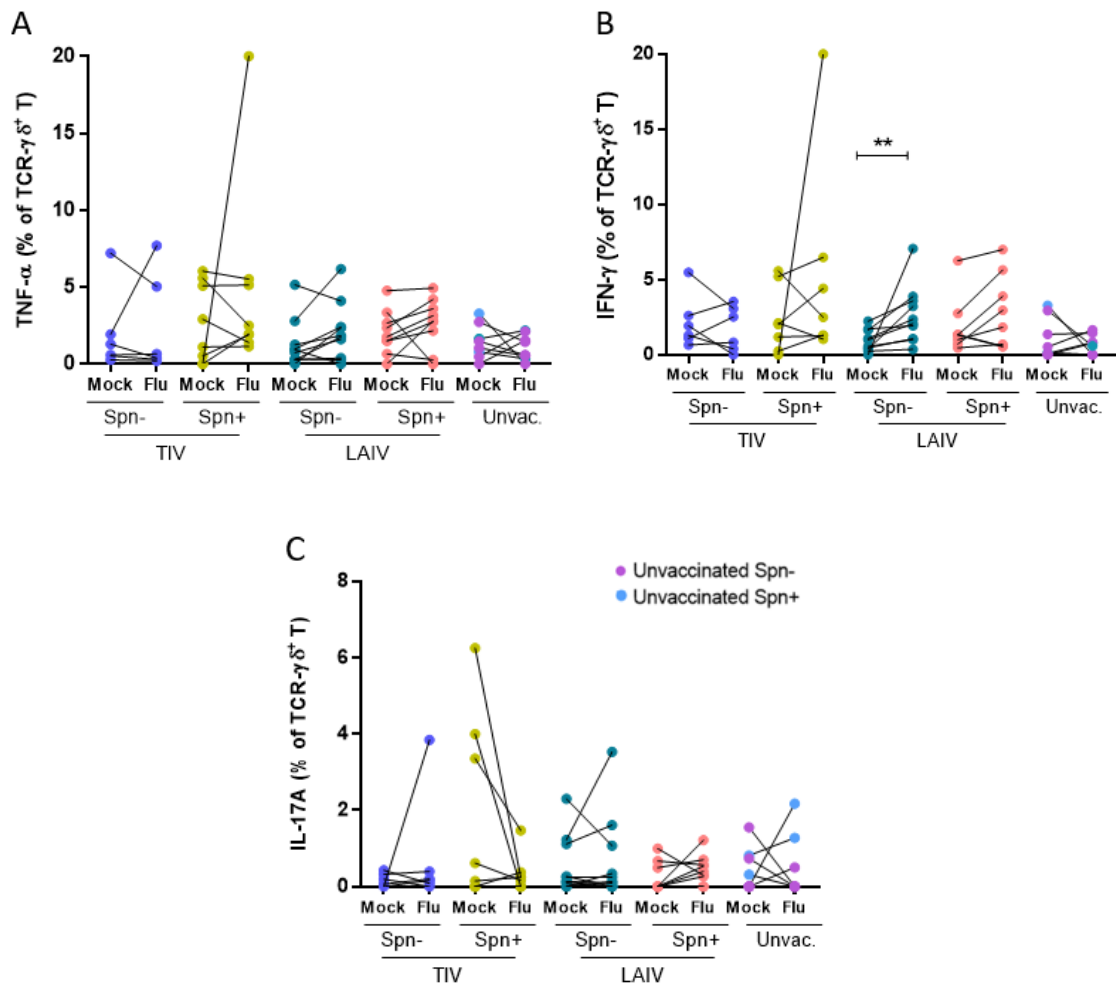 A
TNF-α (% of TCR-γδ⁺ T)
20
15
10
5
0
Mock Flu Mock Flu Mock Flu Mock Flu Mock Flu
Spn- Spn+ Spn- Spn+ Unvac.
TIV LAIV
B
IFN-γ (% of TCR-γδ⁺ T)
20
15
10
5
0
**
Mock Flu Mock Flu Mock Flu Mock Flu Mock Flu
Spn- Spn+ Spn- Spn+ Unvac.
TIV LAIV
C
IL-17A (% of TCR-γδ⁺ T)
8
6
4
2
0
Unvaccinated Spn-
Unvaccinated Spn+
Mock Flu Mock Flu Mock Flu Mock Flu Mock Flu
Spn- Spn+ Spn- Spn+ Unvac.
TIV LAIV